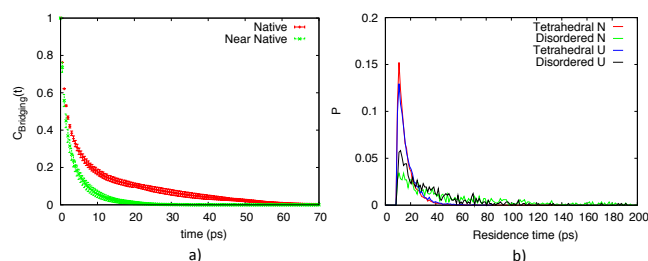 1
0.8
0.6
0.4
0.2
0
C_Bridging(t)
Native
Near Native
0 10 20 30 40 50 60 70
time (ps)
a)
0.2
0.15
0.1
0.05
0
P
Tetrahedral N
Disordered N
Tetrahedral U
Disordered U
0 20 40 60 80 100 120 140 160 180 200
Residence time (ps)
b)